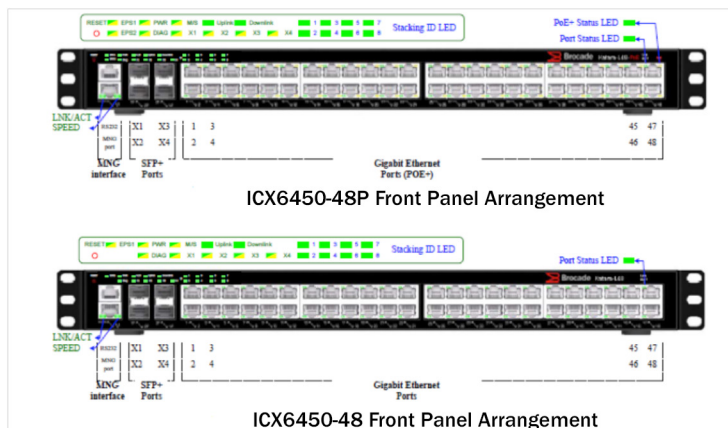 PoE+ Status LED
RESET EPS1 PWR M/S Uplink Downlink 1 3 5 7
EPS2 DIAG X1 X2 X3 X4 2 4 6 8
Stacking ID LED
Port Status LED
Brocade
LNK/ACT
SPEED
RS232
MNG
port
X1 X3
X2 X4
1 3
2 4
45 47
46 48
MNG
interface
SFP+
Ports
Gigabit Ethernet
Ports (POE+)
ICX6450-48P Front Panel Arrangement
RESET EPS1 PWR M/S Uplink Downlink 1 3 5 7
DIAG X1 X2 X3 X4 2 4 6 8
Stacking ID LED
Port Status LED
Brocade
LNK/ACT
SPEED
RS232
MNG
port
X1 X3
X2 X4
1 3
2 4
45 47
46 48
MNG
interface
SFP+
Ports
Gigabit Ethernet
Ports
ICX6450-48 Front Panel Arrangement